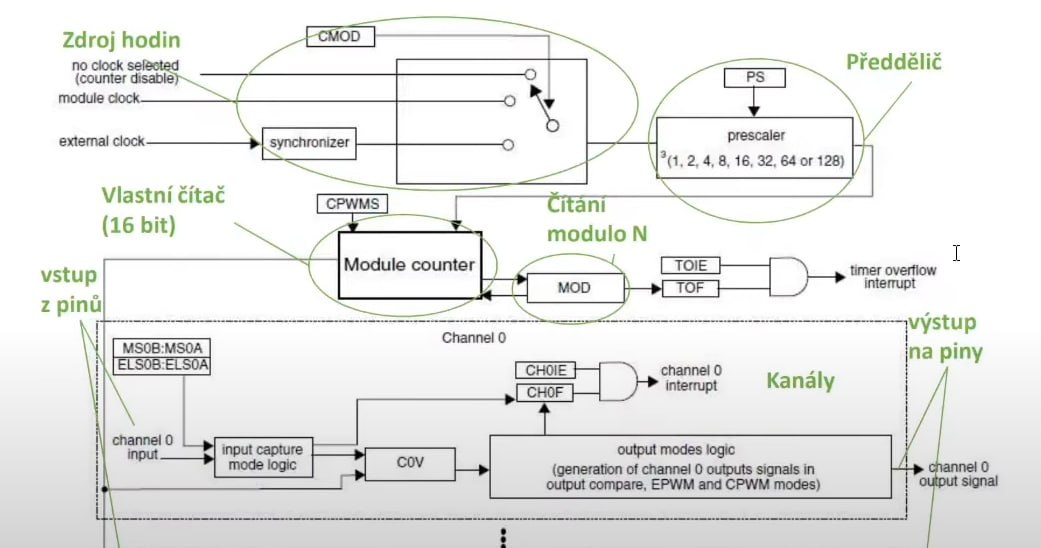 Zdroj hodin
CMOD
no clock selected
(counter disable)
module clock
external clock
synchronizer
PS
Předdělič
prescaler
3(1, 2, 4, 8, 16, 32, 64 or 128)
Vlastní čítač
(16 bit)
CPWMS
Module counter
Čítání
modulo N
MOD
TOIE
TOF
timer overflow
interrupt
vstup
z pinů
Channel 0
MS0B:MS0A
ELS0B:ELS0A
CH0IE
CH0F
channel 0
interrupt
Kanály
výstup
na piny
channel 0
input
input capture
mode logic
C0V
output modes logic
(generation of channel 0 outputs signals in
output compare, EPWM and CPWM modes)
channel 0
output signal